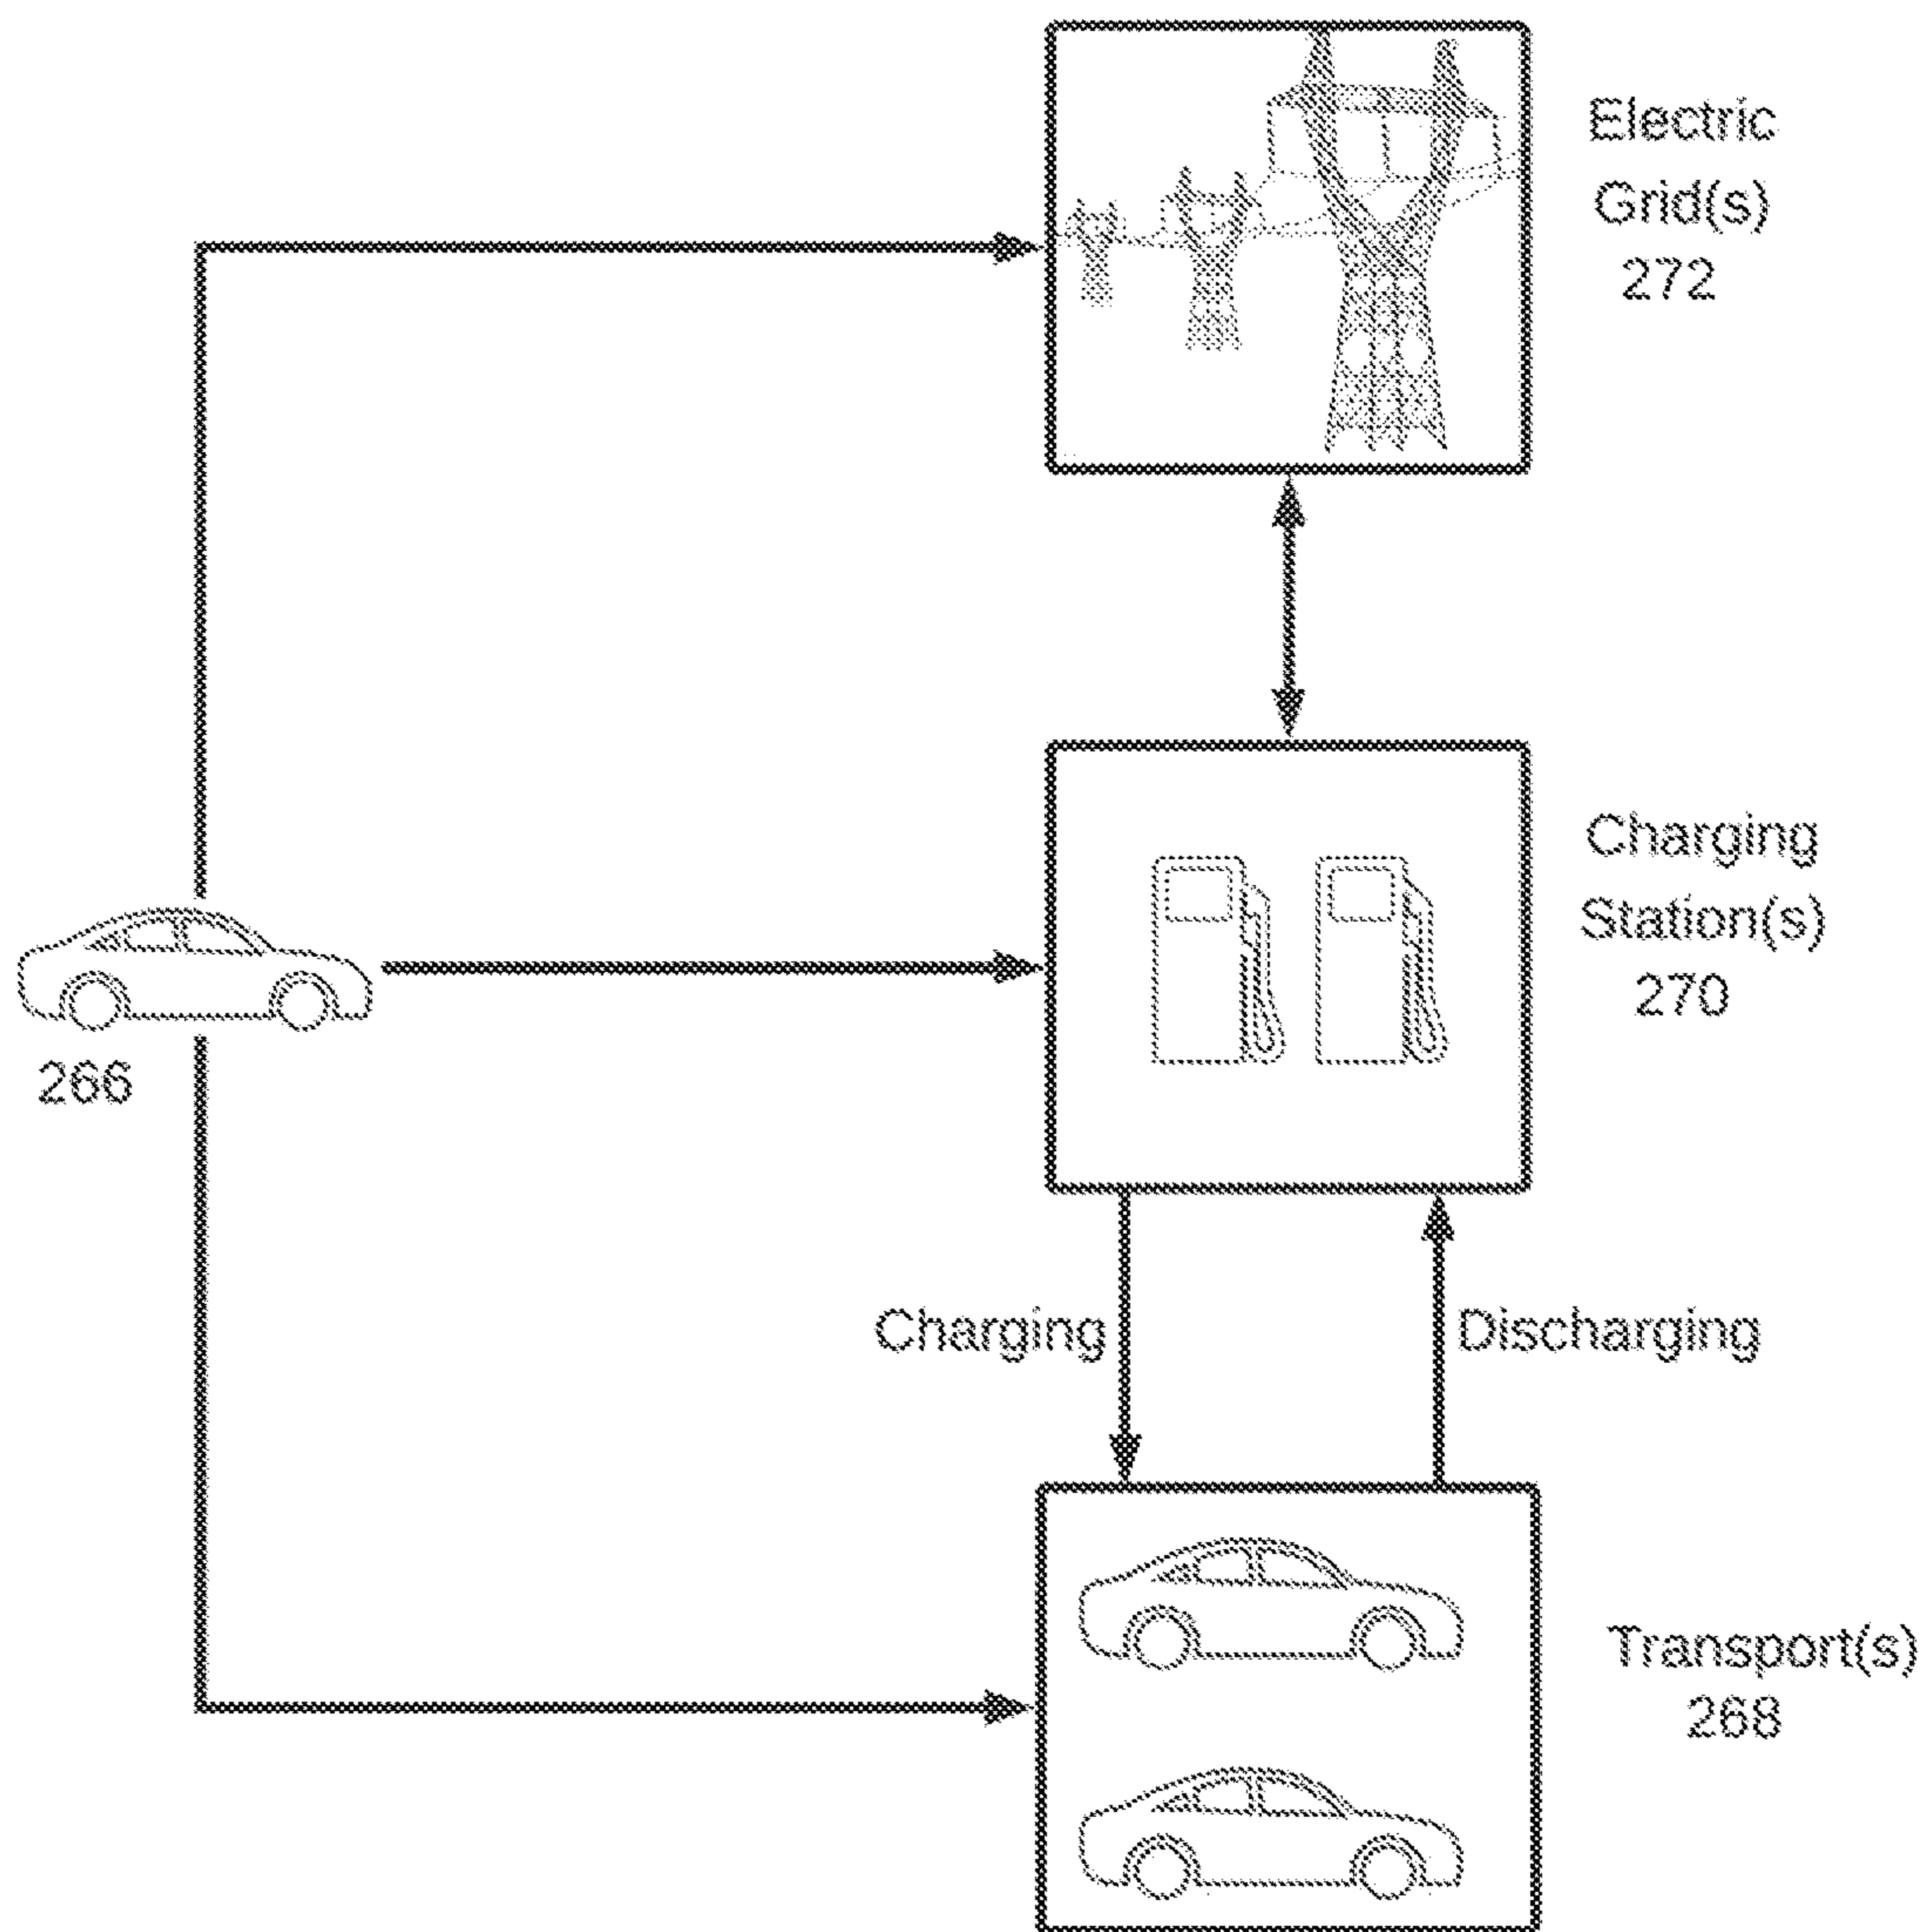 Electric
Grid(s)
272
Charging
Station(s)
270
266
Charging
Discharging
Transport(s)
268